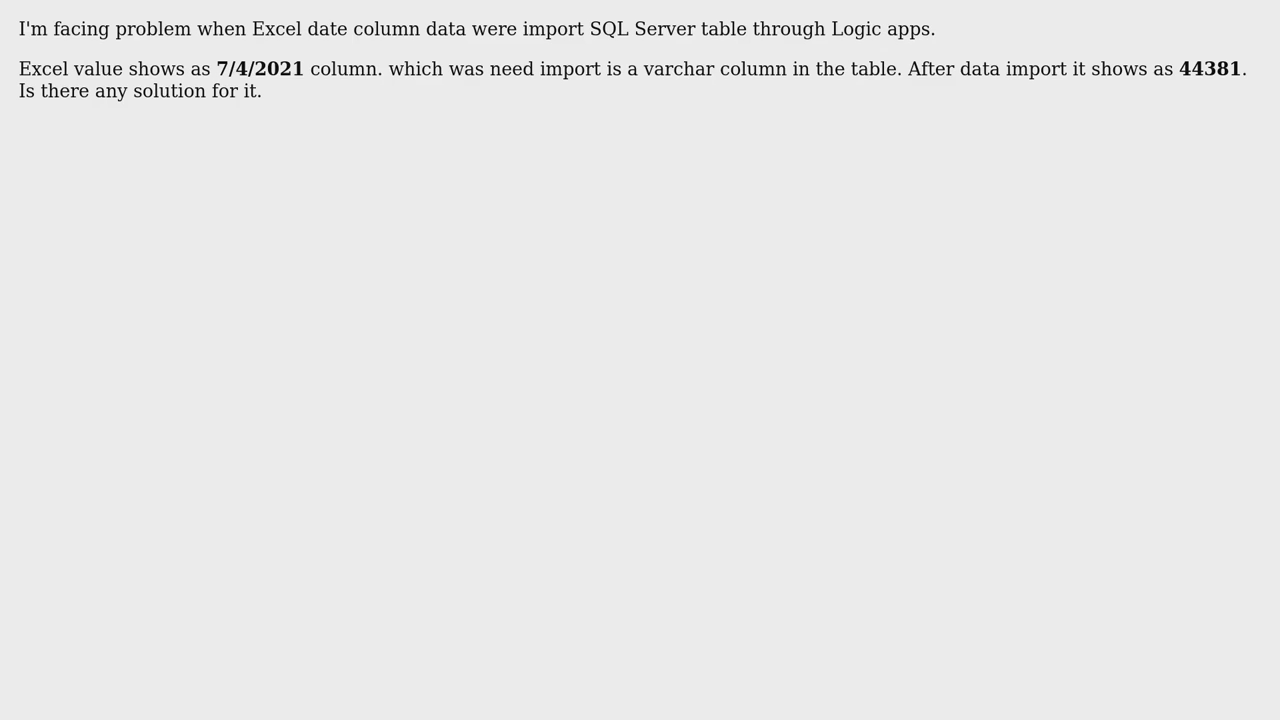 I'm facing problem when Excel date column data were import SQL Server table through Logic apps.
Excel value shows as 7/4/2021 column. which was need import is a varchar column in the table. After data import it shows as 44381.
Is there any solution for it.